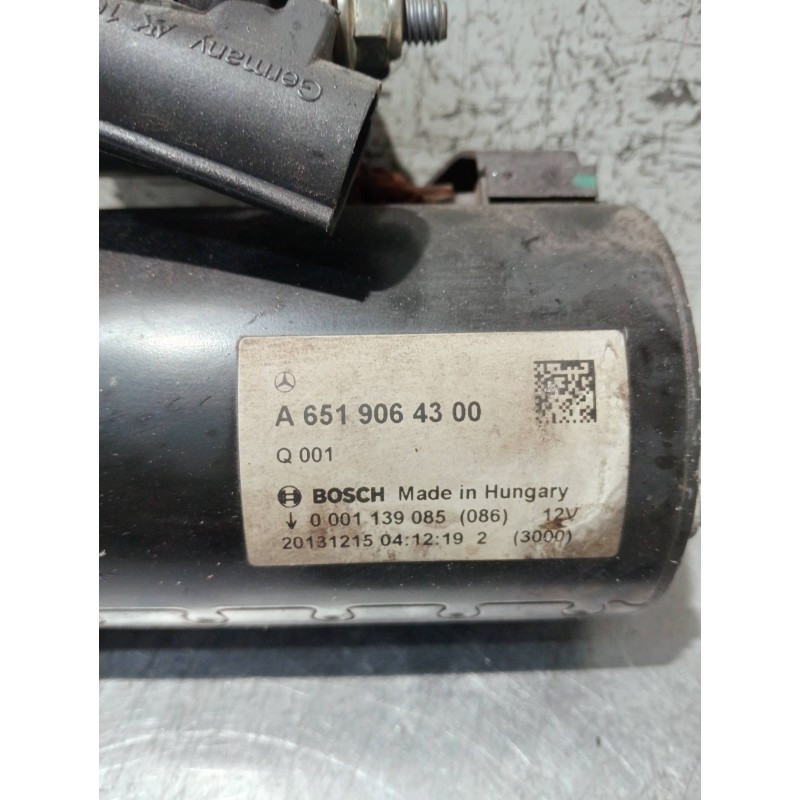 Germany AK
A 651 906 43 00
Q 001
BOSCH Made in Hungary
↓ 0 001 139 085 (086) 12V
20131215 04:12:19 2 (3000)